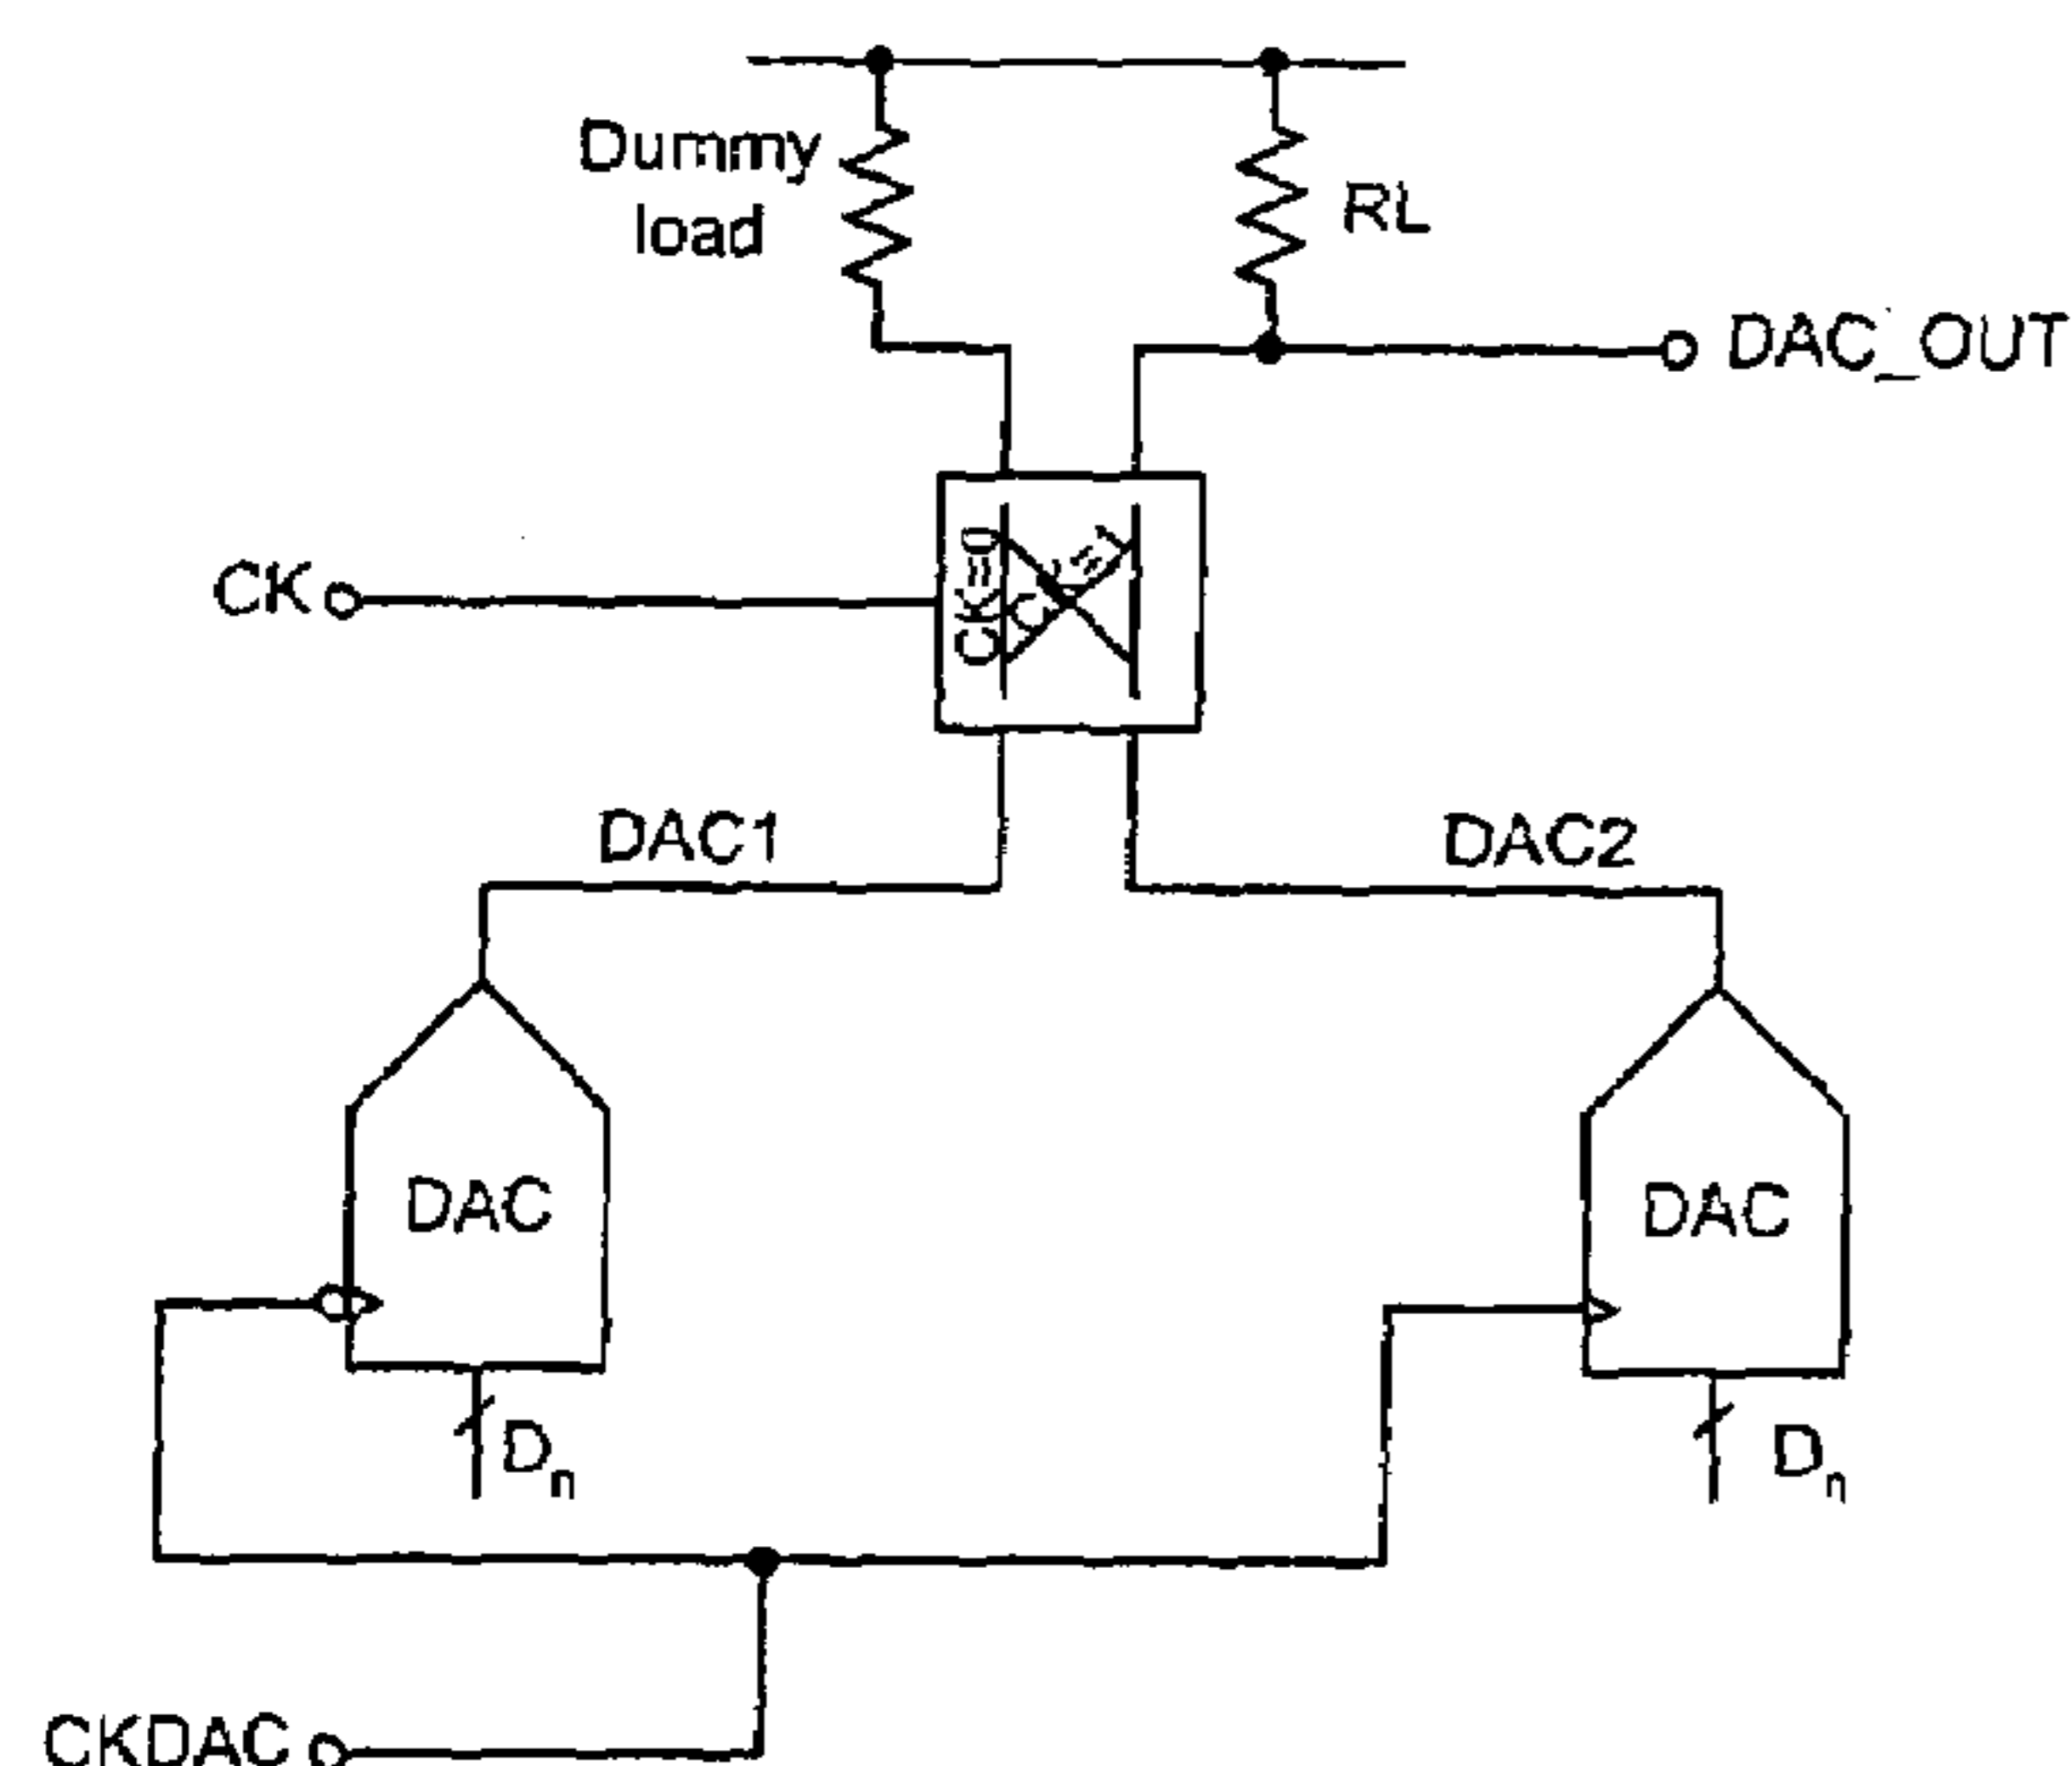 Dummy
load
RL
DAC_OUT
CK
CK=0
CK=1
DAC1
DAC2
DAC
DAC
Dn
Dn
CKDAC